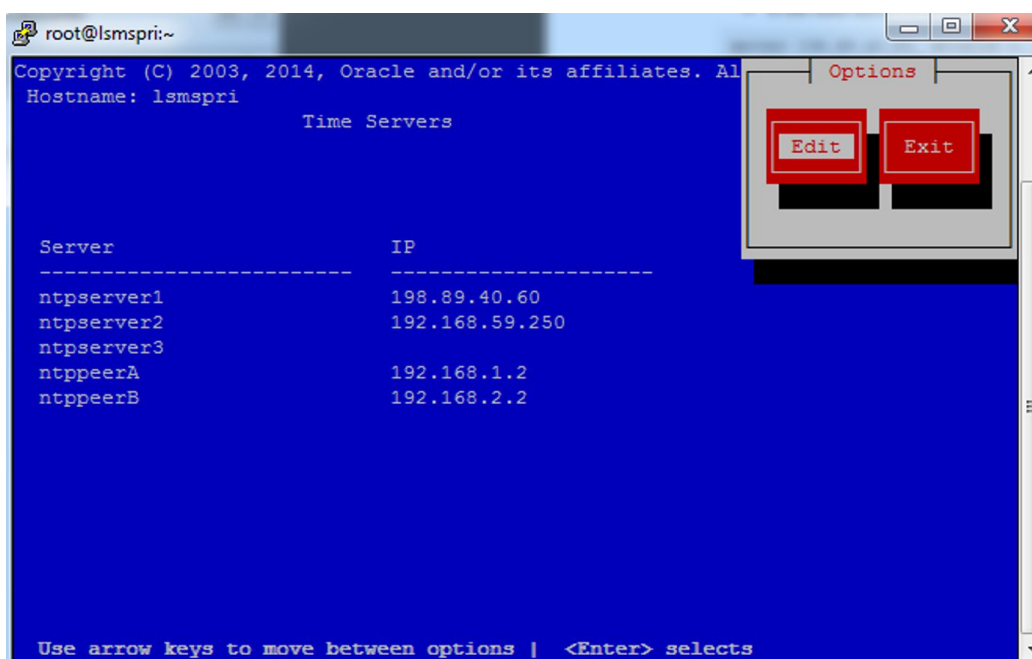 root@lsmspri:~
Copyright (C) 2003, 2014, Oracle and/or its affiliates. Al
Options
Hostname: lsmspri
Time Servers
Edit Exit
Server IP
------------------------- ---------------------
ntpserver1 198.89.40.60
ntpserver2 192.168.59.250
ntpserver3
ntppeerA 192.168.1.2
ntppeerB 192.168.2.2
Use arrow keys to move between options | <Enter> selects